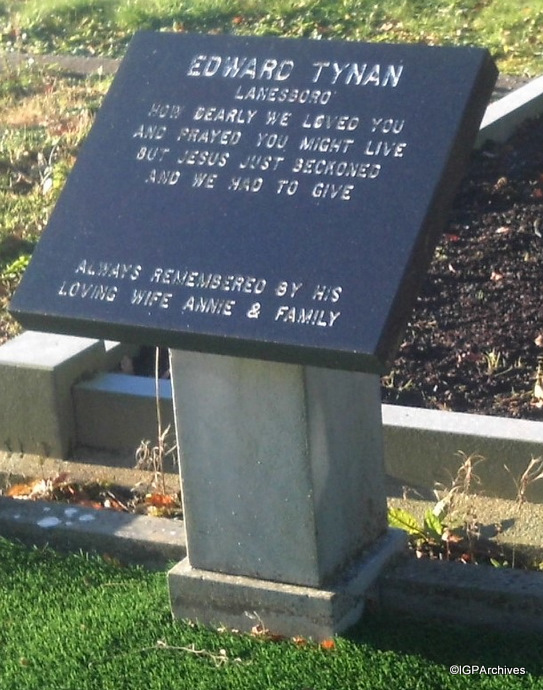 EDWARD TYNAN
LANESBORO'
HOW DEARLY WE LOVED YOU
AND PRAYED YOU MIGHT LIVE
BUT JESUS JUST BECKONED
AND WE HAD TO GIVE
ALWAYS REMEMBERED BY HIS
LOVING WIFE ANNIE & FAMILY
©IGPArchives